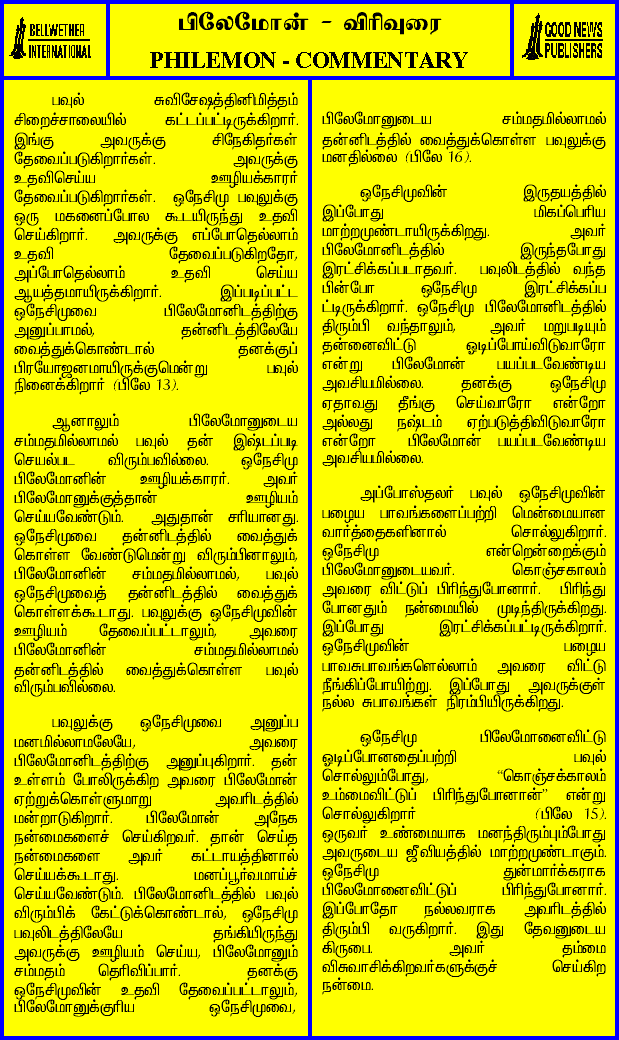 BELLWETHER
INTERNATIONAL
பிலேமோன் - விரிவுரை
PHILEMON - COMMENTARY
GOOD NEWS
PUBLISHERS
பவுல் சுவிசேஷத்தினிமித்தம்
சிறைச்சாலையில் கட்டப்பட்டிருக்கிறார்.
இங்கு அவருக்கு சிநேகிதர்கள்
தேவைப்படுகிறார்கள். அவருக்கு
உதவிசெய்ய ஊழியக்காரர்
தேவைப்படுகிறார்கள். ஒநேசிமு பவுலுக்கு
ஒரு மகனைப்போல கூடயிருந்து உதவி
செய்கிறார். அவருக்கு எப்போதெல்லாம்
உதவி தேவைப்படுகிறதோ,
அப்போதெல்லாம் உதவி செய்ய
ஆயத்தமாயிருக்கிறார். இப்படிப்பட்ட
ஒநேசிமுவை பிலேமோனிடத்திற்கு
அனுப்பாமல், தன்னிடத்திலேயே
வைத்துக்கொண்டால் தனக்குப்
பிரயோஜனமாயிருக்குமென்று பவுல்
நினைக்கிறார் (பிலே 13).
ஆனாலும் பிலேமோனுடைய
சம்மதமில்லாமல் பவுல் தன் இஷ்டப்படி
செயல்பட விரும்பவில்லை. ஒநேசிமு
பிலேமோனின் ஊழியக்காரர். அவர்
பிலேமோனுக்குத்தான் ஊழியம்
செய்யவேண்டும். அதுதான் சரியானது.
ஒநேசிமுவை தன்னிடத்தில் வைத்துக்
கொள்ள வேண்டுமென்று விரும்பினாலும்,
பிலேமோனின் சம்மதமில்லாமல், பவுல்
ஒநேசிமுவைத் தன்னிடத்தில் வைத்துக்
கொள்ளக்கூடாது. பவுலுக்கு ஒநேசிமுவின்
ஊழியம் தேவைப்பட்டாலும், அவரை
பிலேமோனின் சம்மதமில்லாமல்
தன்னிடத்தில் வைத்துக்கொள்ள பவுல்
விரும்பவில்லை.
பவுலுக்கு ஒநேசிமுவை அனுப்ப
மனமில்லாமலேயே, அவரை
பிலேமோனிடத்திற்கு அனுப்புகிறார். தன்
உள்ளம் போலிருக்கிற அவரை பிலேமோன்
ஏற்றுக்கொள்ளுமாறு அவரிடத்தில்
மன்றாடுகிறார். பிலேமோன் அநேக
நன்மைகளைச் செய்கிறவர். தான் செய்த
நன்மைகளை அவர் கட்டாயத்தினால்
செய்யக்கூடாது. மனப்பூர்வமாய்ச்
செய்யவேண்டும். பிலேமோனிடத்தில் பவுல்
விரும்பிக் கேட்டுக்கொண்டால், ஒநேசிமு
பவுலிடத்திலேயே தங்கியிருந்து
அவருக்கு ஊழியம் செய்ய, பிலேமோனும்
சம்மதம் தெரிவிப்பார். தனக்கு
ஒநேசிமுவின் உதவி தேவைப்பட்டாலும்,
பிலேமோனுக்குரிய ஒநேசிமுவை,
பிலேமோனுடைய சம்மதமில்லாமல்
தன்னிடத்தில் வைத்துக்கொள்ள பவுலுக்கு
மனதில்லை (பிலே 16).
ஒநேசிமுவின் இருதயத்தில்
இப்போது மிகப்பெரிய
மாற்றமுண்டாயிருக்கிறது. அவர்
பிலேமோனிடத்தில் இருந்தபோது
இரட்சிக்கப்படாதவர். பவுலிடத்தில் வந்த
பின்போ ஒநேசிமு இரட்சிக்கப்ப
ட்டிருக்கிறார். ஒநேசிமு பிலேமோனிடத்தில்
திரும்பி வந்தாலும், அவர் மறுபடியும்
தன்னைவிட்டு ஓடிப்போய்விடுவாரோ
என்று பிலேமோன் பயப்படவேண்டிய
அவசியமில்லை. தனக்கு ஒநேசிமு
ஏதாவது தீங்கு செய்வாரோ என்றோ
அல்லது நஷ்டம் ஏற்படுத்திவிடுவாரோ
என்றோ பிலேமோன் பயப்படவேண்டிய
அவசியமில்லை.
அப்போஸ்தலர் பவுல் ஒநேசிமுவின்
பழைய பாவங்களைப்பற்றி மென்மையான
வார்த்தைகளினால் சொல்லுகிறார்.
ஒநேசிமு என்றென்றைக்கும்
பிலேமோனுடையவர். கொஞ்சகாலம்
அவரை விட்டுப் பிரிந்துபோனார். பிரிந்து
போனதும் நன்மையில் முடிந்திருக்கிறது.
இப்போது இரட்சிக்கப்பட்டிருக்கிறார்.
ஒநேசிமுவின் பழைய
பாவசுபாவங்களெல்லாம் அவரை விட்டு
நீங்கிப்போயிற்று. இப்போது அவருக்குள்
நல்ல சுபாவங்கள் நிரம்பியிருக்கிறது.
ஒநேசிமு பிலேமோனைவிட்டு
ஓடிப்போனதைப்பற்றி பவுல்
சொல்லும்போது, "கொஞ்சக்காலம்
உம்மைவிட்டுப் பிரிந்துபோனான்" என்று
சொல்லுகிறார் (பிலே 15).
ஒருவர் உண்மையாக மனந்திரும்பும்போது
அவருடைய ஜீவியத்தில் மாற்றமுண்டாகும்.
ஒநேசிமு துன்மார்க்கராக
பிலேமோனைவிட்டுப் பிரிந்துபோனார்.
இப்போதோ நல்லவராக அவரிடத்தில்
திரும்பி வருகிறார். இது தேவனுடைய
கிருபை. அவர் தம்மை
விசுவாசிக்கிறவர்களுக்குச் செய்கிற
நன்மை.